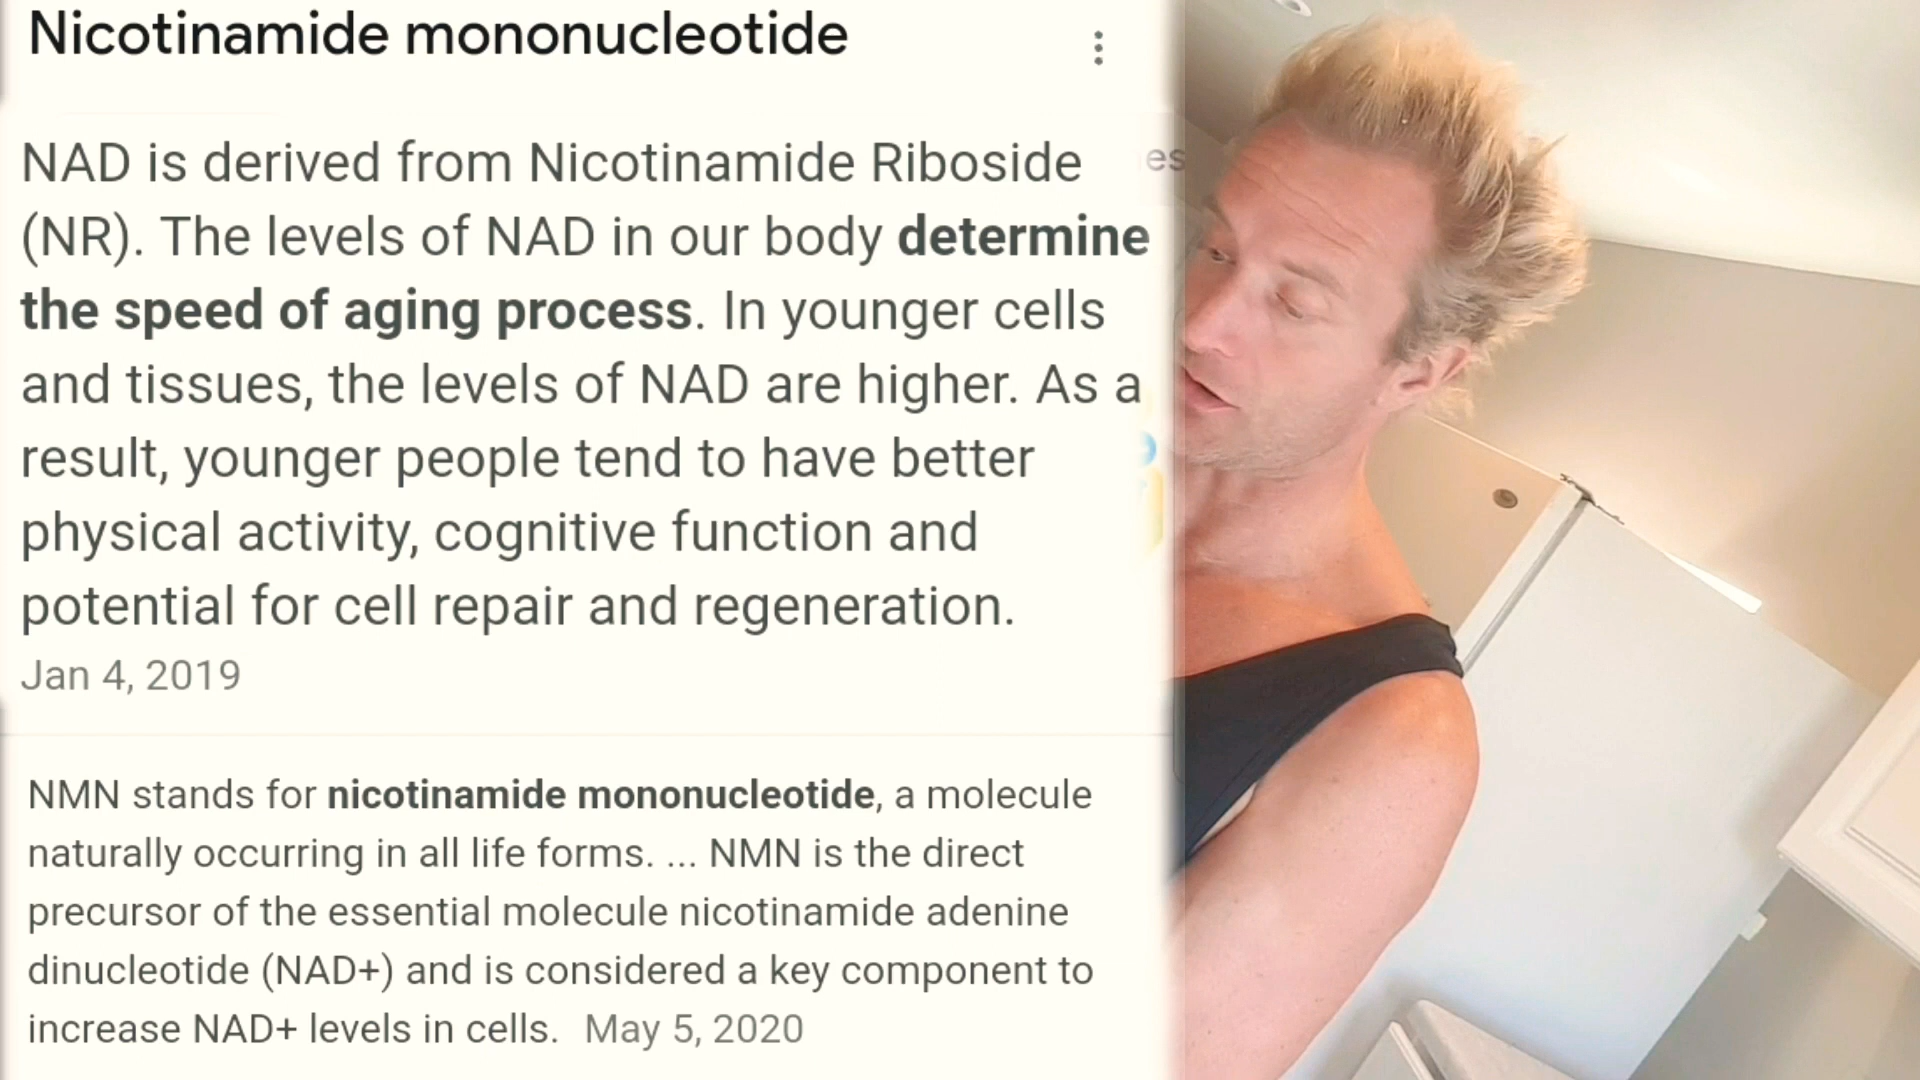 Nicotinamide mononucleotide
NAD is derived from Nicotinamide Riboside
(NR). The levels of NAD in our body determine
the speed of aging process. In younger cells
and tissues, the levels of NAD are higher. As a
result, younger people tend to have better
physical activity, cognitive function and
potential for cell repair and regeneration.
Jan 4, 2019
NMN stands for nicotinamide mononucleotide, a molecule
naturally occurring in all life forms. ... NMN is the direct
precursor of the essential molecule nicotinamide adenine
dinucleotide (NAD+) and is considered a key component to
increase NAD+ levels in cells. May 5, 2020